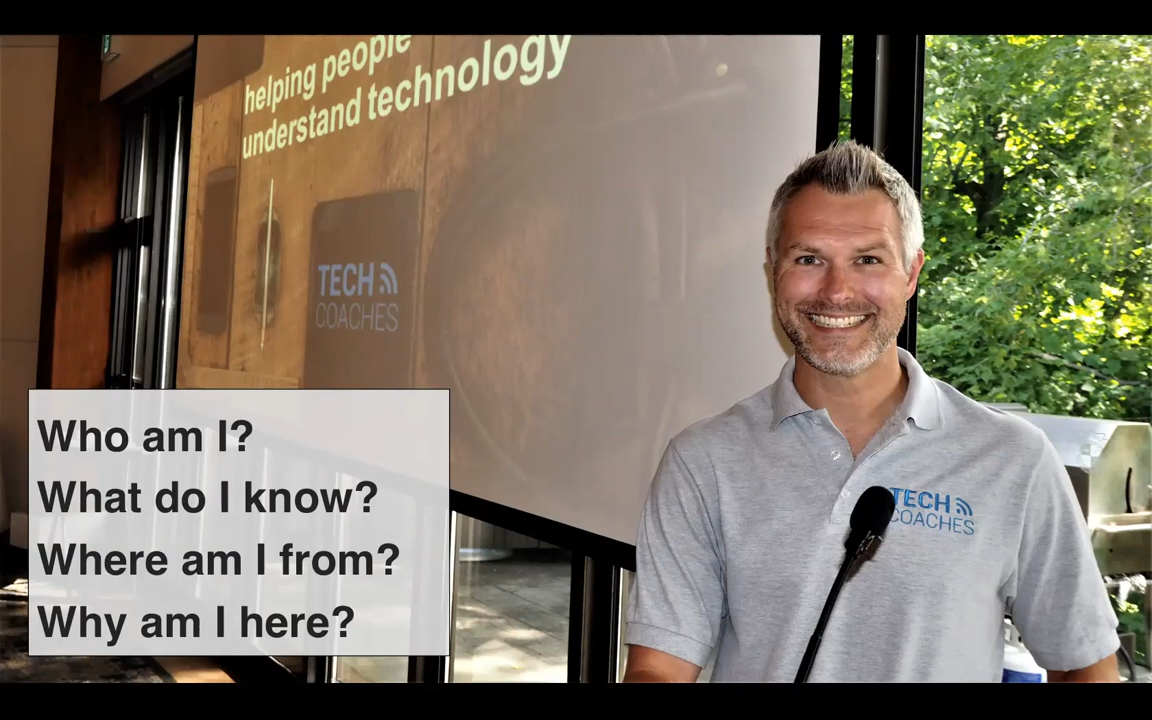 helping people
understand technology
TECH
COACHES
Who am I?
What do I know?
Where am I from?
Why am I here?
TECH
COACHES